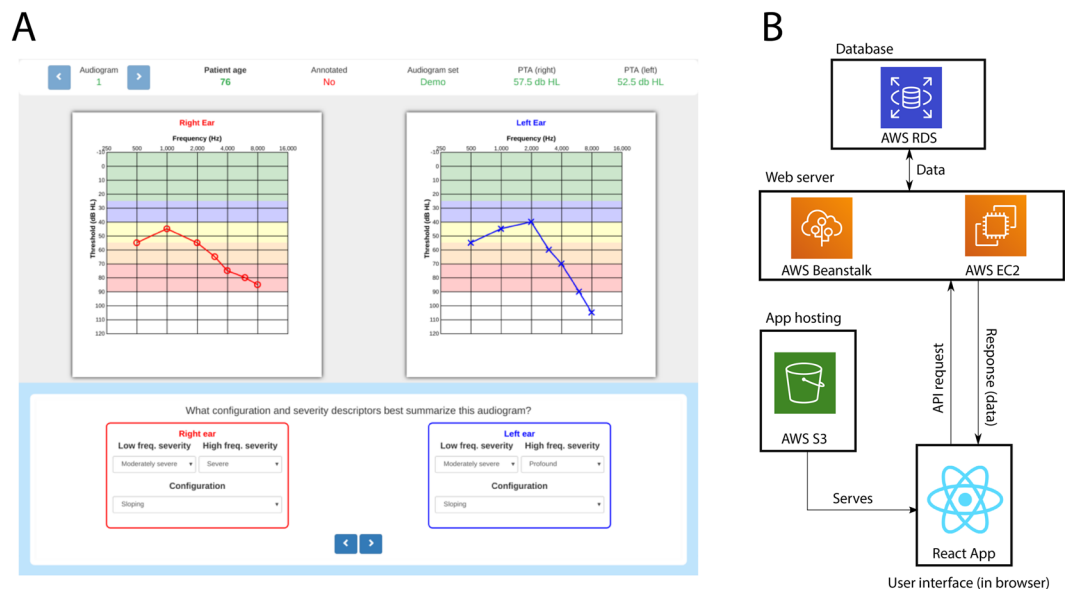 A
Audiogram
1
Patient age
76
Annotated
No
Audiogram set
Demo
PTA (right)
57.5 db HL
PTA (left)
52.5 db HL
Right Ear
Frequency (Hz)
250 500 1,000 2,000 4,000 8,000 16,000
Threshold (dB HL)
-10
0
10
20
30
40
50
60
70
80
90
100
110
120
Left Ear
Frequency (Hz)
250 500 1,000 2,000 4,000 8,000 16,000
Threshold (dB HL)
-10
0
10
20
30
40
50
60
70
80
90
100
110
120
What configuration and severity descriptors best summarize this audiogram?
Right ear
Low freq. severity High freq. severity
Moderately severe Severe
Configuration
Sloping
Left ear
Low freq. severity High freq. severity
Moderately severe Profound
Configuration
Sloping
B
Database
AWS RDS
Data
Web server
AWS Beanstalk
AWS EC2
App hosting
AWS S3
API request
Response (data)
Serves
React App
User interface (in browser)